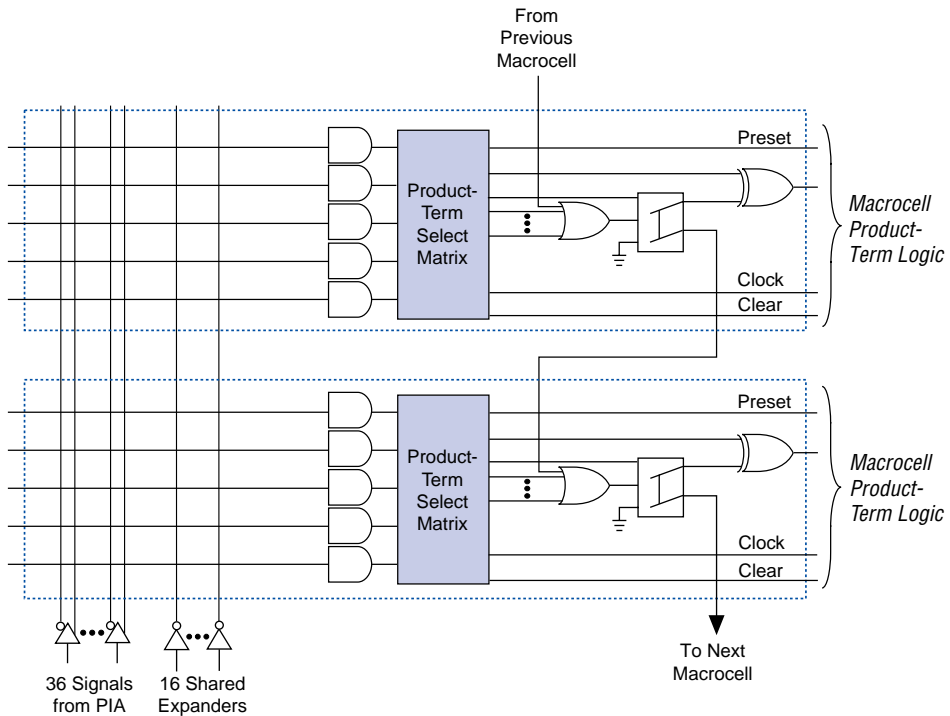 From
Previous
Macrocell
Preset
Product-
Term
Select
Matrix
Macrocell
Product-
Term Logic
Clock
Clear
Preset
Product-
Term
Select
Matrix
Macrocell
Product-
Term Logic
Clock
Clear
To Next
Macrocell
36 Signals
from PIA
16 Shared
Expanders